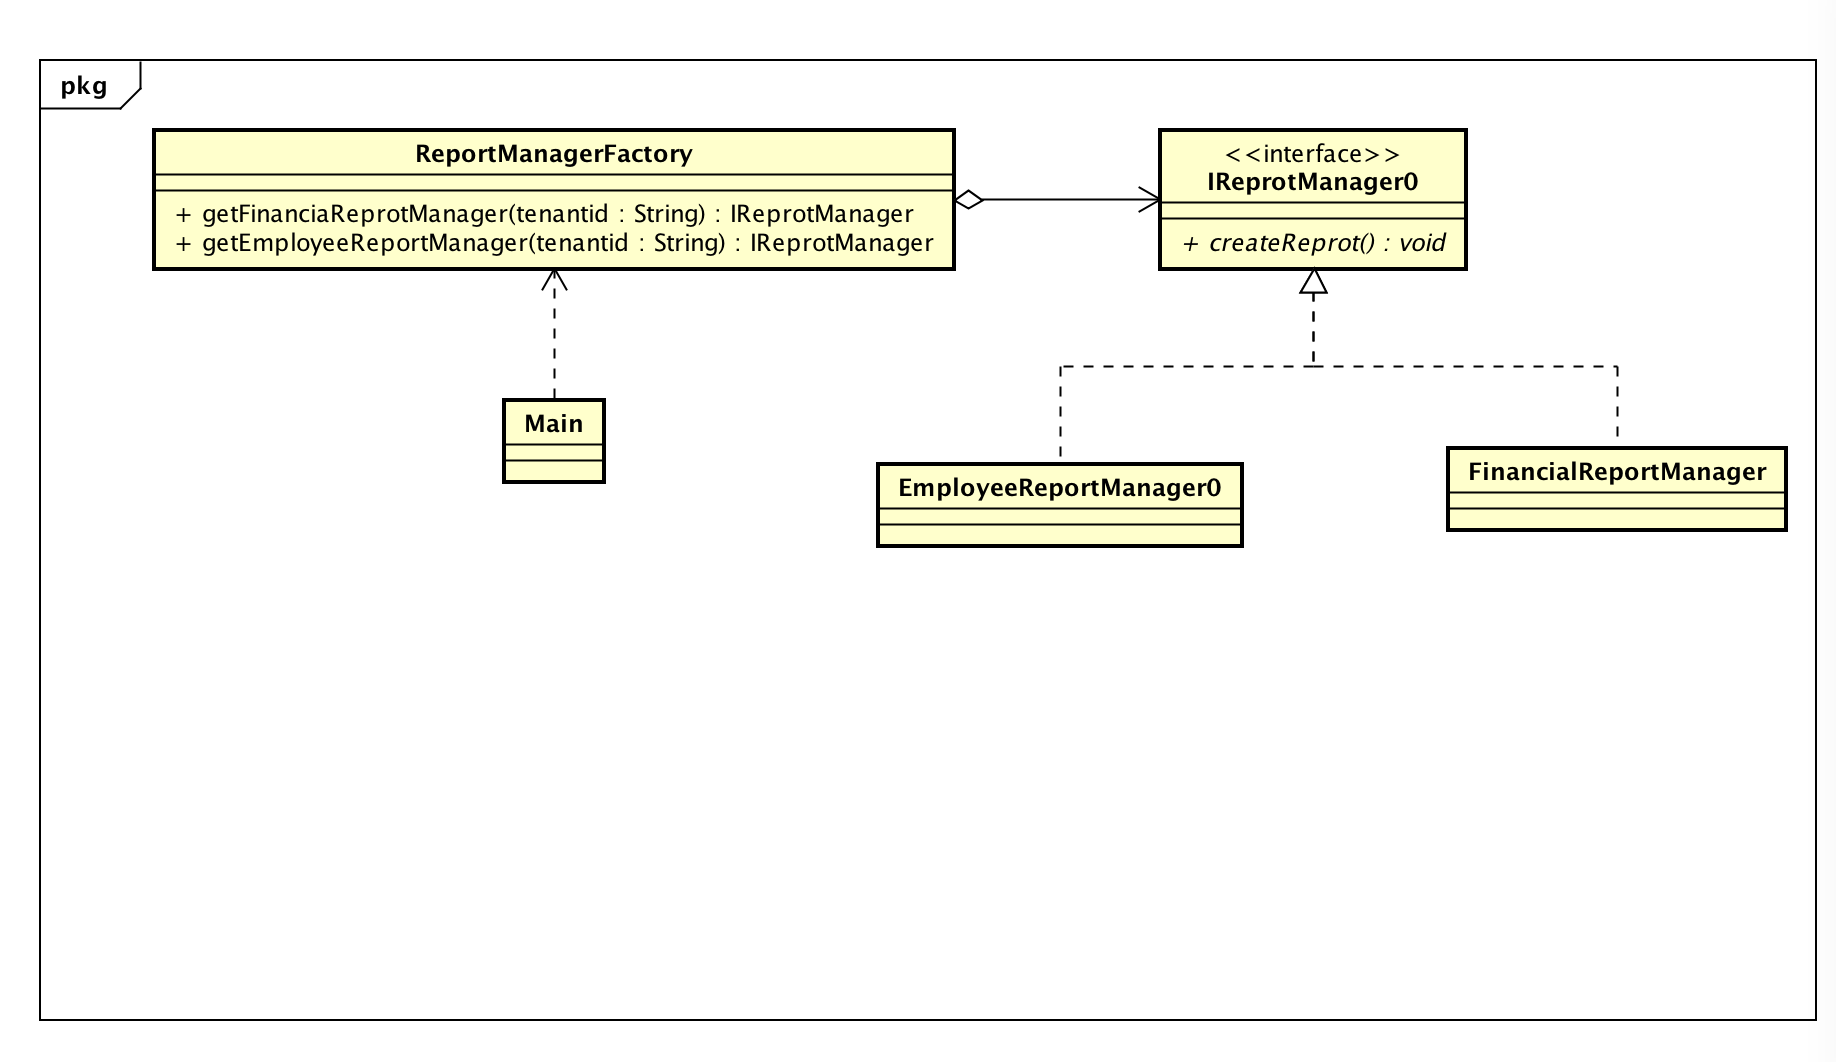 pkg
ReportManagerFactory
+ getFinanciaReprotManager(tenantid : String) : IReprotManager
+ getEmployeeReportManager(tenantid : String) : IReprotManager
<<interface>>
IReprotManager0
+ createReprot() : void
Main
EmployeeReportManager0
FinancialReportManager